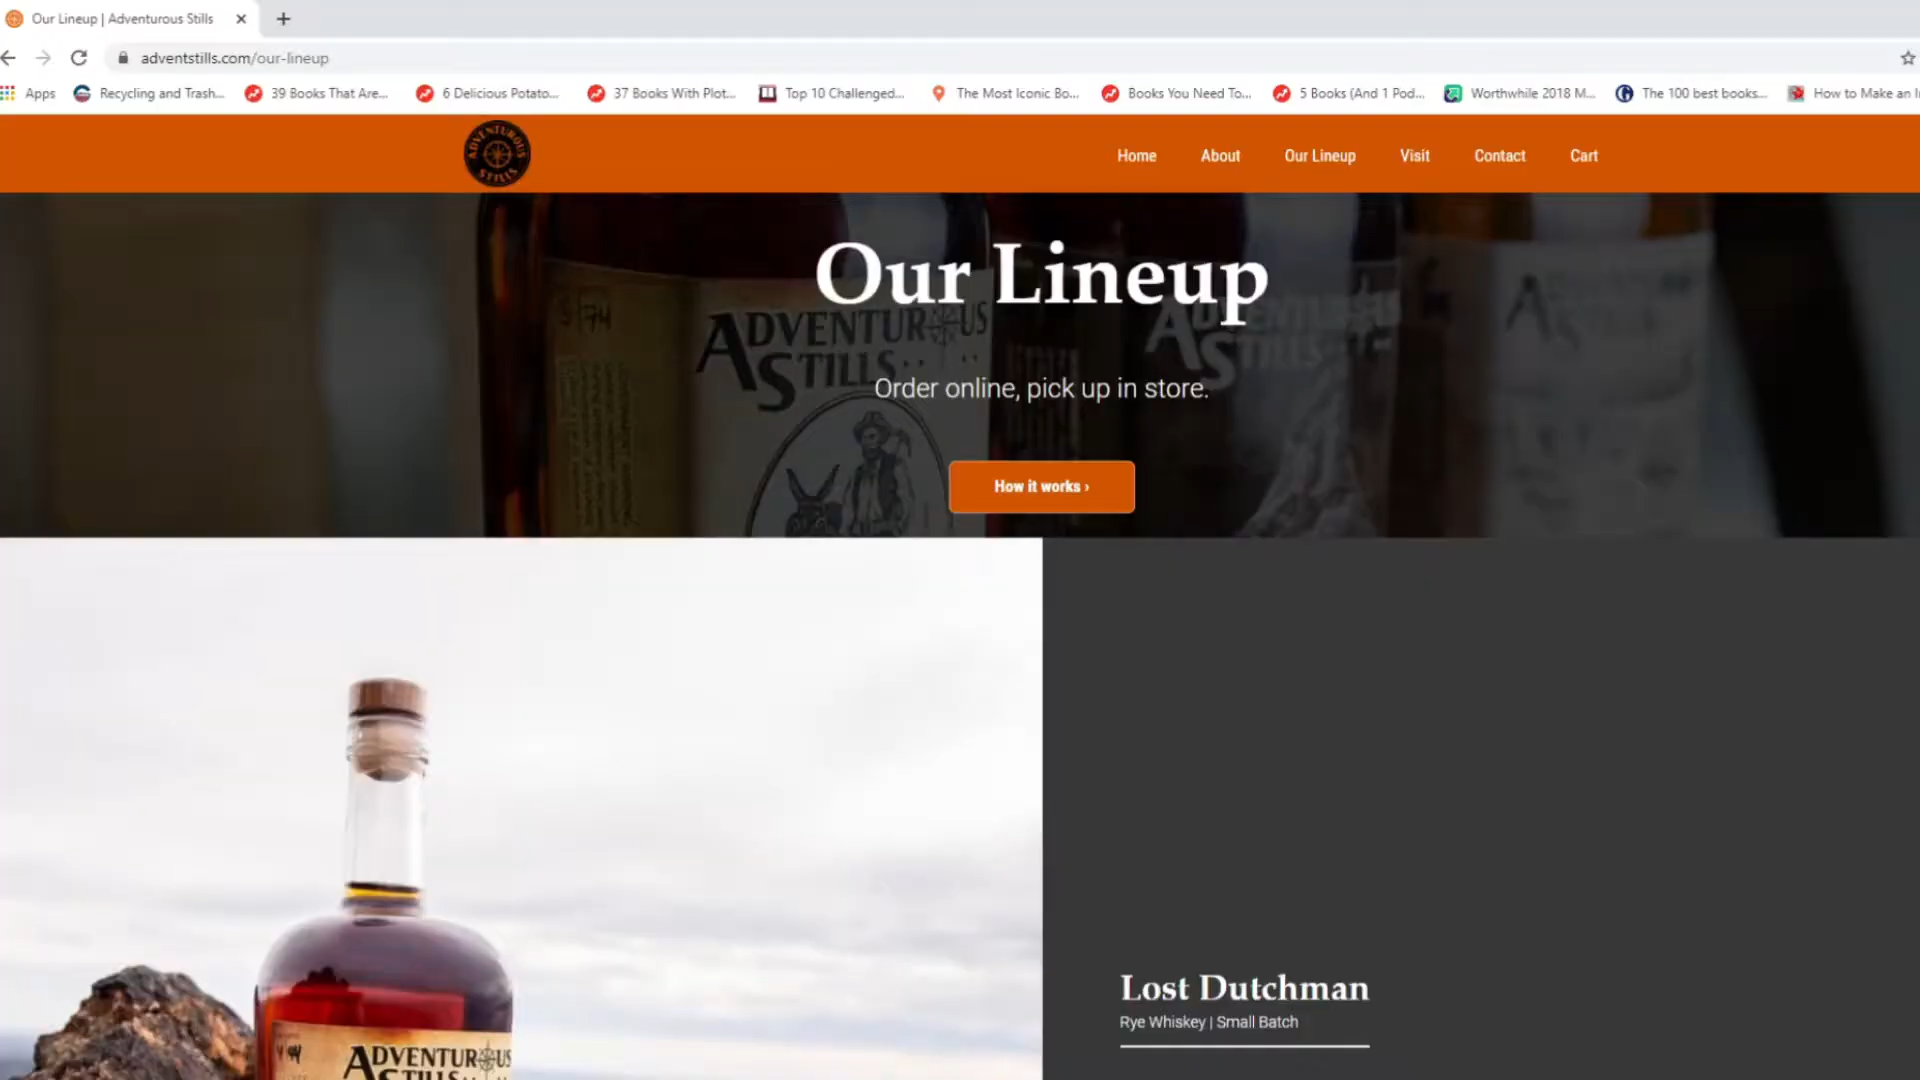 Our Lineup | Adventurous Stills
adventstills.com/our-lineup
Apps Recycling and Trash... 39 Books That Are... 6 Delicious Potato... 37 Books With Plot... Top 10 Challenged... The Most Iconic Bo... Books You Need To... 5 Books (And 1 Pod... Worthwhile 2018 M... The 100 best books... How to Make an I
ADVENTUROUS
STILLS
Home About Our Lineup Visit Contact Cart
Our Lineup
ADVENTUROUS
STILLS
74
Order online, pick up in store.
How it works ›
Lost Dutchman
Rye Whiskey | Small Batch
ADVENTUROUS
STILLS